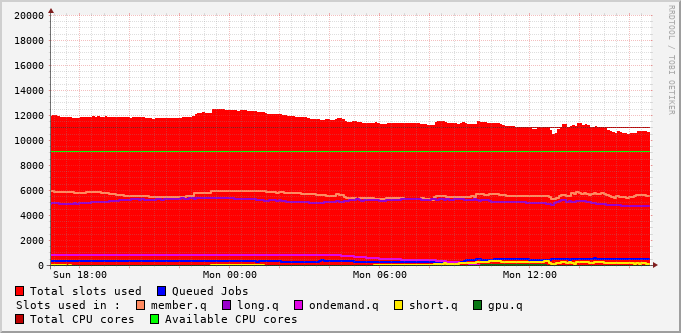 20000
18000
16000
14000
12000
10000
8000
6000
4000
2000
0
Sun 18:00 Mon 00:00 Mon 06:00 Mon 12:00
Total slots used Queued Jobs
Slots used in : member.q long.q ondemand.q short.q gpu.q
Total CPU cores Available CPU cores
RRDTOOL / TOBI OETIKER